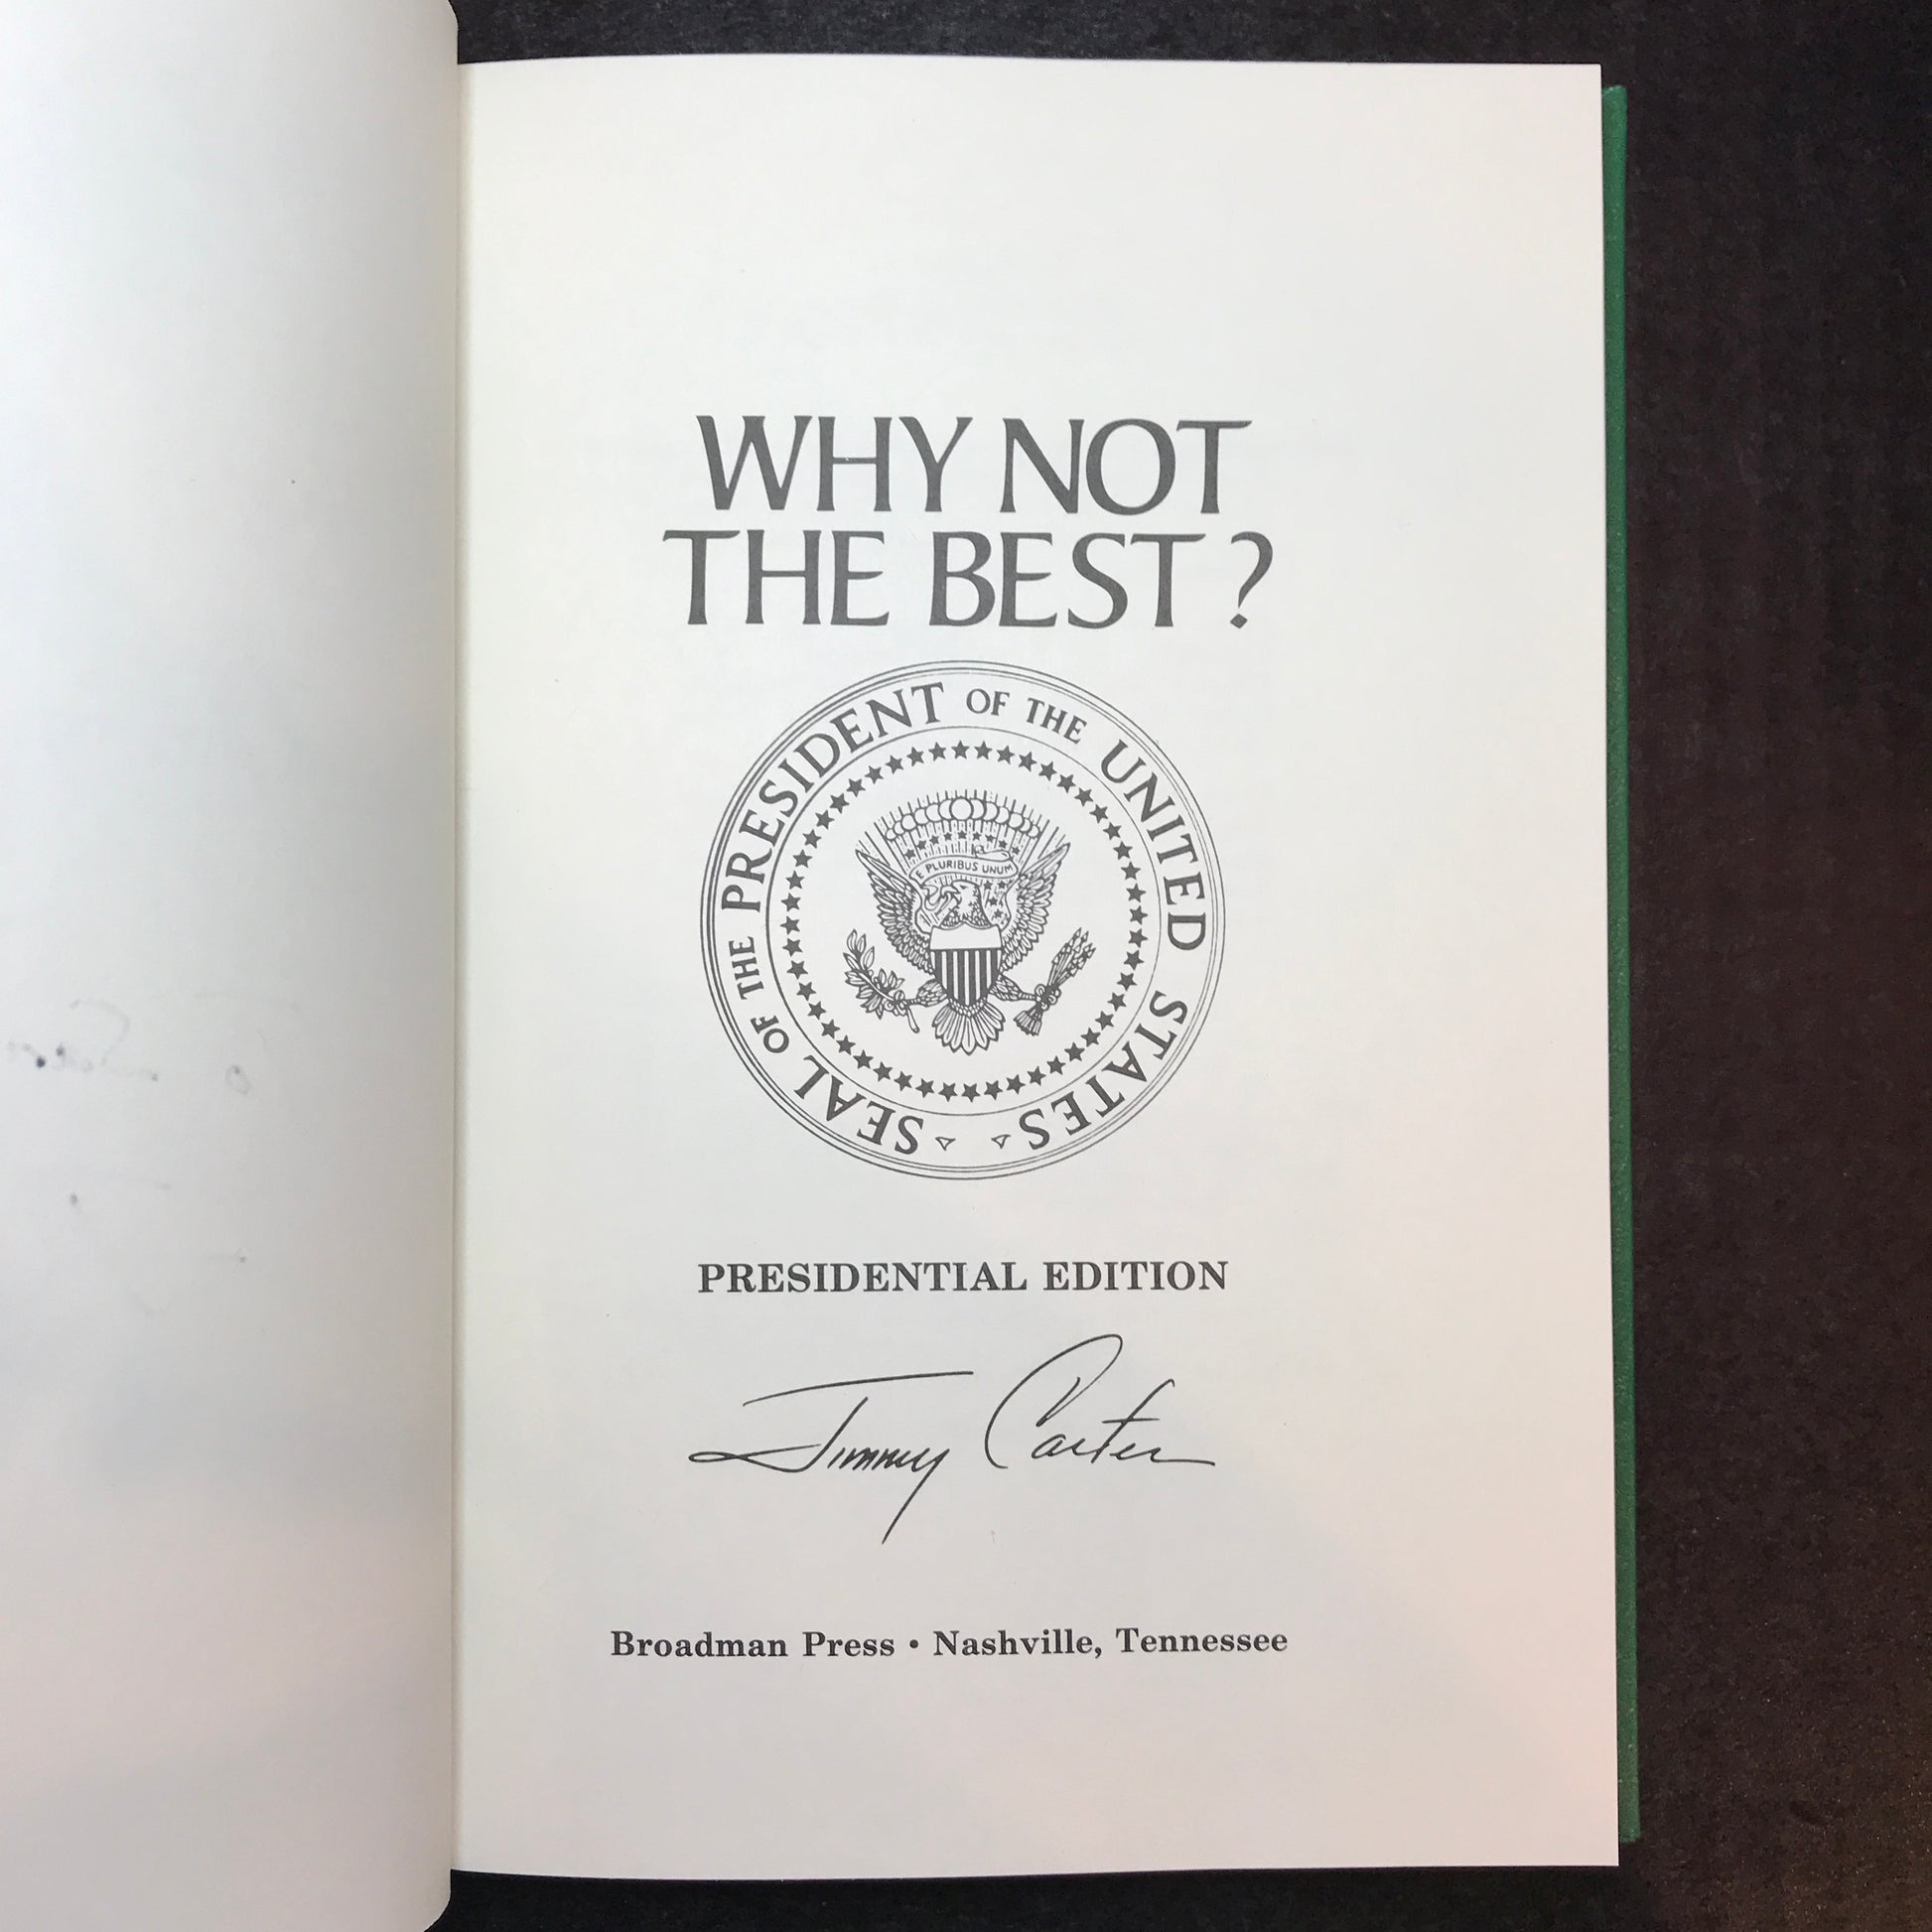 WHY NOT
THE BEST?
SEAL OF THE PRESIDENT OF THE UNITED STATES
E PLURIBUS UNUM
PRESIDENTIAL EDITION
Jimmy Carter
Broadman Press • Nashville, Tennessee